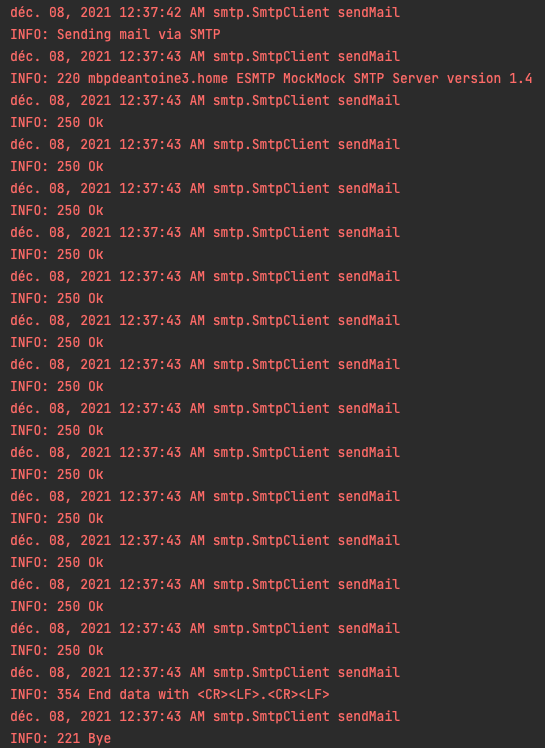 déc. 08, 2021 12:37:42 AM smtp.SmtpClient sendMail
INFO: Sending mail via SMTP
déc. 08, 2021 12:37:43 AM smtp.SmtpClient sendMail
INFO: 220 mbpdeantoine3.home ESMTP MockMock SMTP Server version 1.4
déc. 08, 2021 12:37:43 AM smtp.SmtpClient sendMail
INFO: 250 Ok
déc. 08, 2021 12:37:43 AM smtp.SmtpClient sendMail
INFO: 250 Ok
déc. 08, 2021 12:37:43 AM smtp.SmtpClient sendMail
INFO: 250 Ok
déc. 08, 2021 12:37:43 AM smtp.SmtpClient sendMail
INFO: 250 Ok
déc. 08, 2021 12:37:43 AM smtp.SmtpClient sendMail
INFO: 250 Ok
déc. 08, 2021 12:37:43 AM smtp.SmtpClient sendMail
INFO: 250 Ok
déc. 08, 2021 12:37:43 AM smtp.SmtpClient sendMail
INFO: 250 Ok
déc. 08, 2021 12:37:43 AM smtp.SmtpClient sendMail
INFO: 250 Ok
déc. 08, 2021 12:37:43 AM smtp.SmtpClient sendMail
INFO: 250 Ok
déc. 08, 2021 12:37:43 AM smtp.SmtpClient sendMail
INFO: 250 Ok
déc. 08, 2021 12:37:43 AM smtp.SmtpClient sendMail
INFO: 250 Ok
déc. 08, 2021 12:37:43 AM smtp.SmtpClient sendMail
INFO: 250 Ok
déc. 08, 2021 12:37:43 AM smtp.SmtpClient sendMail
INFO: 250 Ok
déc. 08, 2021 12:37:43 AM smtp.SmtpClient sendMail
INFO: 354 End data with <CR><LF>.<CR><LF>
déc. 08, 2021 12:37:43 AM smtp.SmtpClient sendMail
INFO: 221 Bye